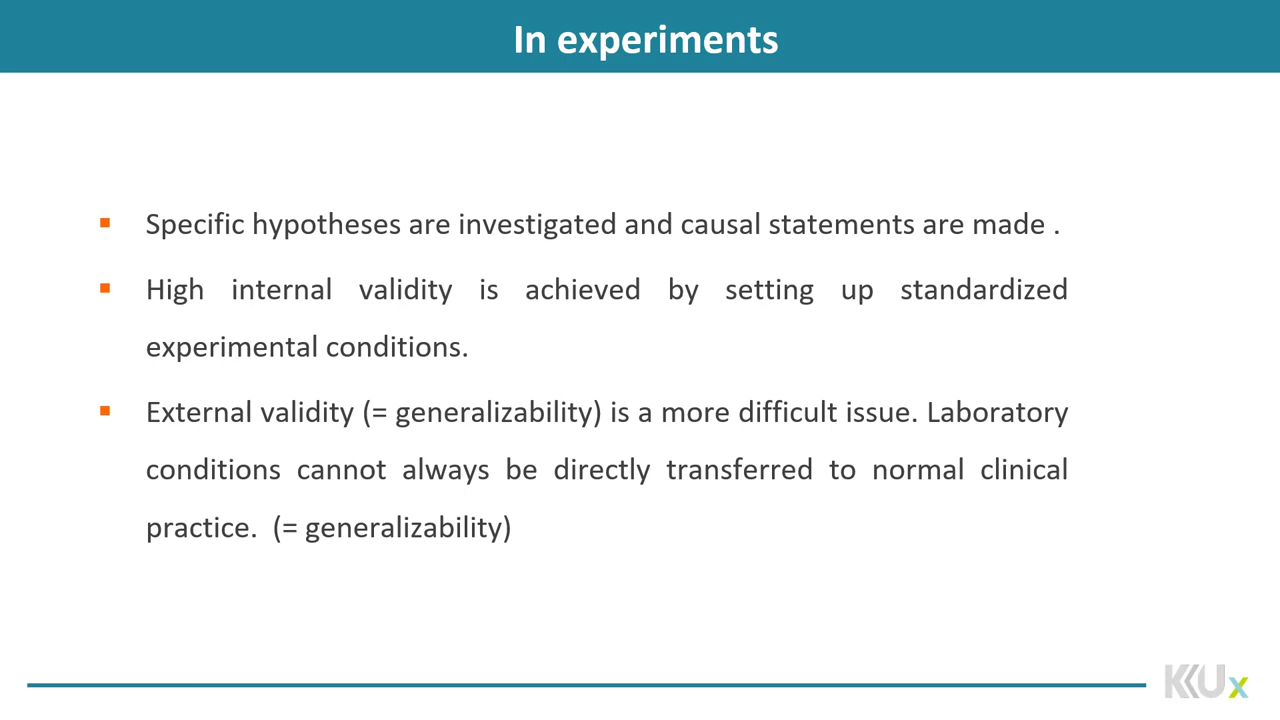 In experiments
Specific hypotheses are investigated and causal statements are made .
High internal validity is achieved by setting up standardized
experimental conditions.
External validity (= generalizability) is a more difficult issue. Laboratory
conditions cannot always be directly transferred to normal clinical
practice. (= generalizability)
KKUx